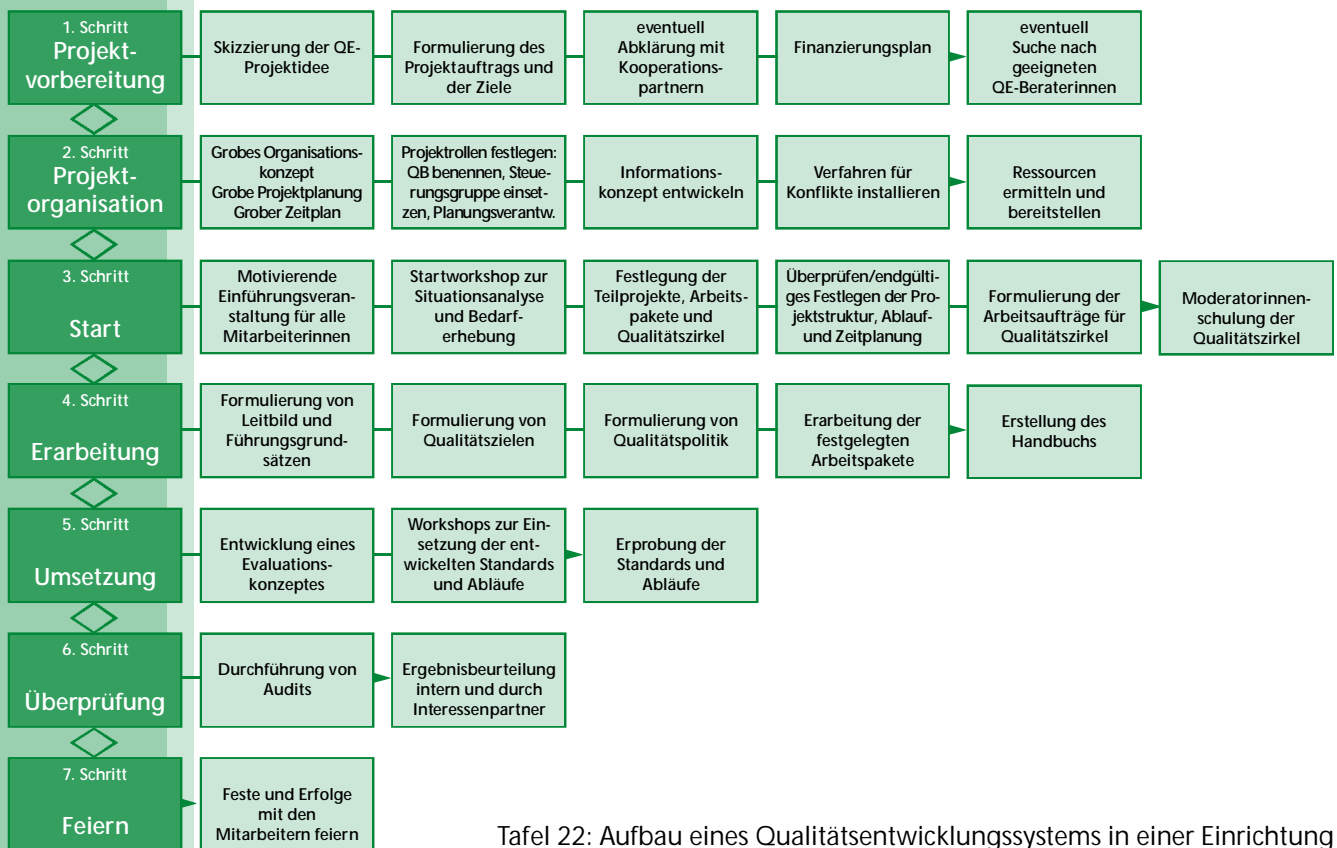 1. Schritt
Projekt-
vorbereitung
Skizzierung der QE-
Projektidee
Formulierung des
Projektauftrags und
der Ziele
eventuell
Abklärung mit
Kooperations-
partnern
Finanzierungsplan
eventuell
Suche nach
geeigneten
QE-Beraterinnen
2. Schritt
Projekt-
organisation
Grobes Organisations-
konzept
Grobe Projektplanung
Grober Zeitplan
Projektrollen festlegen:
QB benennen, Steue-
rungsgruppe einset-
zen, Planungsverantw.
Informations-
konzept entwickeln
Verfahren für
Konflikte installieren
Ressourcen
ermitteln und
bereitstellen
3. Schritt
Start
Motivierende
Einführungsveran-
staltung für alle
Mitarbeiterinnen
Startworkshop zur
Situationsanalyse
und Bedarf-
erhebung
Festlegung der
Teilprojekte, Arbeits-
pakete und
Qualitätszirkel
Überprüfen/endgülti-
ges Festlegen der Pro-
jektstruktur, Ablauf-
und Zeitplanung
Formulierung der
Arbeitsaufträge für
Qualitätszirkel
Moderatorinnen-
schulung der
Qualitätszirkel
4. Schritt
Erarbeitung
Formulierung von
Leitbild und
Führungsgrund-
sätzen
Formulierung von
Qualitätszielen
Formulierung von
Qualitätspolitik
Erarbeitung der
festgelegten
Arbeitspakete
Erstellung des
Handbuchs
5. Schritt
Umsetzung
Entwicklung eines
Evaluations-
konzeptes
Workshops zur Ein-
setzung der ent-
wickelten Standards
und Abläufe
Erprobung der
Standards und
Abläufe
6. Schritt
Überprüfung
Durchführung von
Audits
Ergebnisbeurteilung
intern und durch
Interessenpartner
7. Schritt
Feiern
Feste und Erfolge
mit den
Mitarbeitern feiern
Tafel 22: Aufbau eines Qualitätsentwicklungssystems in einer Einrichtung